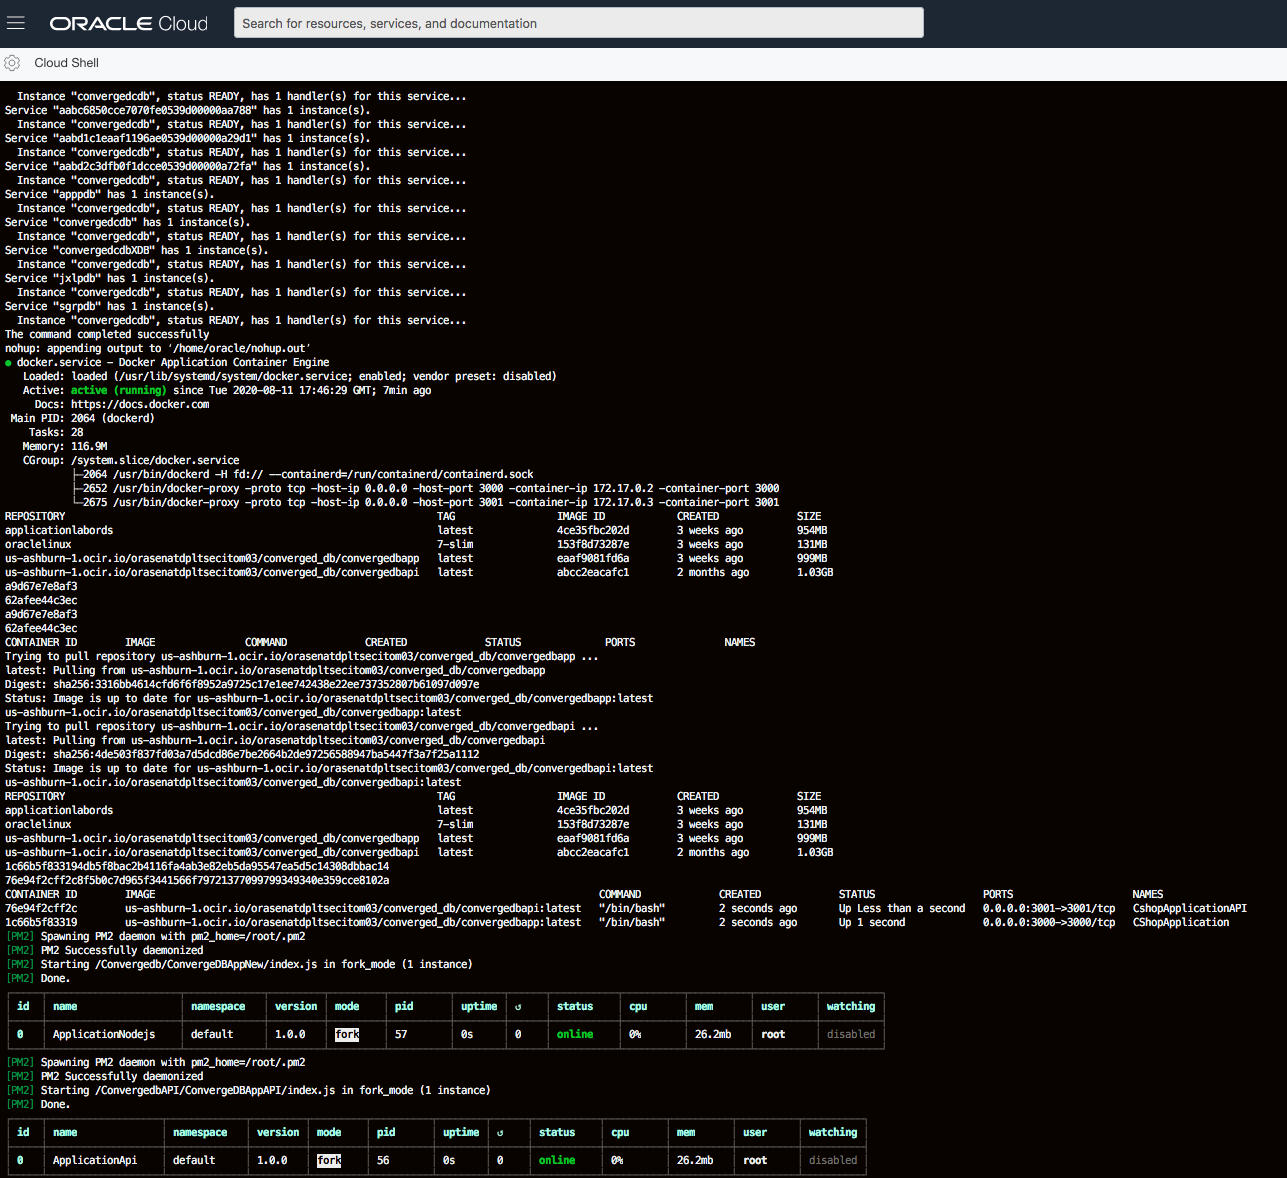 ORACLE Cloud
Search for resources, services, and documentation
Cloud Shell
Instance "convergedcdb", status READY, has 1 handler(s) for this service...
Service "aabc6850cce7070fe0539d00000aa788" has 1 instance(s).
Instance "convergedcdb", status READY, has 1 handler(s) for this service...
Service "aabd1c1eaaf1196ae0539d00000a29d1" has 1 instance(s).
Instance "convergedcdb", status READY, has 1 handler(s) for this service...
Service "aabd2c3dfb0f1dcce0539d00000a72fa" has 1 instance(s).
Instance "convergedcdb", status READY, has 1 handler(s) for this service...
Service "apppdb" has 1 instance(s).
Instance "convergedcdb", status READY, has 1 handler(s) for this service...
Service "convergedcdb" has 1 instance(s).
Instance "convergedcdb", status READY, has 1 handler(s) for this service...
Service "convergedcdbXDB" has 1 instance(s).
Instance "convergedcdb", status READY, has 1 handler(s) for this service...
Service "jxlpdb" has 1 instance(s).
Instance "convergedcdb", status READY, has 1 handler(s) for this service...
Service "sgrpdb" has 1 instance(s).
Instance "convergedcdb", status READY, has 1 handler(s) for this service...
The command completed successfully
nohup: appending output to ‘/home/oracle/nohup.out’
● docker.service - Docker Application Container Engine
Loaded: loaded (/usr/lib/systemd/system/docker.service; enabled; vendor preset: disabled)
Active: active (running) since Tue 2020-08-11 17:46:29 GMT; 7min ago
Docs: https://docs.docker.com
Main PID: 2064 (dockerd)
Tasks: 28
Memory: 116.9M
CGroup: /system.slice/docker.service
├─2064 /usr/bin/dockerd -H fd:// --containerd=/run/containerd/containerd.sock
├─2652 /usr/bin/docker-proxy -proto tcp -host-ip 0.0.0.0 -host-port 3000 -container-ip 172.17.0.2 -container-port 3000
└─2675 /usr/bin/docker-proxy -proto tcp -host-ip 0.0.0.0 -host-port 3001 -container-ip 172.17.0.3 -container-port 3001
REPOSITORY TAG IMAGE ID CREATED SIZE
applicationlabords latest 4ce35fbc202d 3 weeks ago 954MB
oraclelinux 7-slim 153f8d73287e 3 weeks ago 131MB
us-ashburn-1.ocir.io/orasenatdpltsecitom03/converged_db/convergedbapp latest eaaf9081fd6a 3 weeks ago 999MB
us-ashburn-1.ocir.io/orasenatdpltsecitom03/converged_db/convergedbapi latest abcc2eacafc1 2 months ago 1.03GB
a9d67e7e8af3
62afee44c3ec
a9d67e7e8af3
62afee44c3ec
CONTAINER ID IMAGE COMMAND CREATED STATUS PORTS NAMES
Trying to pull repository us-ashburn-1.ocir.io/orasenatdpltsecitom03/converged_db/convergedbapp ...
latest: Pulling from us-ashburn-1.ocir.io/orasenatdpltsecitom03/converged_db/convergedbapp
Digest: sha256:3316bb4614cfd6f6f8952a9725c17e1ee742438e22ee737352807b61097d097e
Status: Image is up to date for us-ashburn-1.ocir.io/orasenatdpltsecitom03/converged_db/convergedbapp:latest
us-ashburn-1.ocir.io/orasenatdpltsecitom03/converged_db/convergedbapp:latest
Trying to pull repository us-ashburn-1.ocir.io/orasenatdpltsecitom03/converged_db/convergedbapi ...
latest: Pulling from us-ashburn-1.ocir.io/orasenatdpltsecitom03/converged_db/convergedbapi
Digest: sha256:4de503f837fd03a7d5dcd86e7be2664b2de97256588947ba5447f3a7f25a1112
Status: Image is up to date for us-ashburn-1.ocir.io/orasenatdpltsecitom03/converged_db/convergedbapi:latest
us-ashburn-1.ocir.io/orasenatdpltsecitom03/converged_db/convergedbapi:latest
REPOSITORY TAG IMAGE ID CREATED SIZE
applicationlabords latest 4ce35fbc202d 3 weeks ago 954MB
oraclelinux 7-slim 153f8d73287e 3 weeks ago 131MB
us-ashburn-1.ocir.io/orasenatdpltsecitom03/converged_db/convergedbapp latest eaaf9081fd6a 3 weeks ago 999MB
us-ashburn-1.ocir.io/orasenatdpltsecitom03/converged_db/convergedbapi latest abcc2eacafc1 2 months ago 1.03GB
1c66b5f833194db5f8bac2b4116fa4ab3e82eb5da95547ea5d5c14308dbbac14
76e94f2cff2c8f5b0c7d965f3441566f79721377099799349340e359cce8102a
CONTAINER ID IMAGE COMMAND CREATED STATUS PORTS NAMES
76e94f2cff2c us-ashburn-1.ocir.io/orasenatdpltsecitom03/converged_db/convergedbapi:latest "/bin/bash" 2 seconds ago Up Less than a second 0.0.0.0:3001->3001/tcp CshopApplicationAPI
1c66b5f83319 us-ashburn-1.ocir.io/orasenatdpltsecitom03/converged_db/convergedbapp:latest "/bin/bash" 2 seconds ago Up 1 second 0.0.0.0:3000->3000/tcp CShopApplication
[PM2] Spawning PM2 daemon with pm2_home=/root/.pm2
[PM2] PM2 Successfully daemonized
[PM2] Starting /Convergedb/ConvergeDBAppNew/index.js in fork_mode (1 instance)
[PM2] Done.
id name namespace version mode pid uptime ↺ status cpu mem user watching
0 ApplicationNodejs default 1.0.0 fork 57 0s 0 online 0% 26.2mb root disabled
[PM2] Spawning PM2 daemon with pm2_home=/root/.pm2
[PM2] PM2 Successfully daemonized
[PM2] Starting /ConvergedbAPI/ConvergeDBAppAPI/index.js in fork_mode (1 instance)
[PM2] Done.
id name namespace version mode pid uptime ↺ status cpu mem user watching
0 ApplicationApi default 1.0.0 fork 56 0s 0 online 0% 26.2mb root disabled